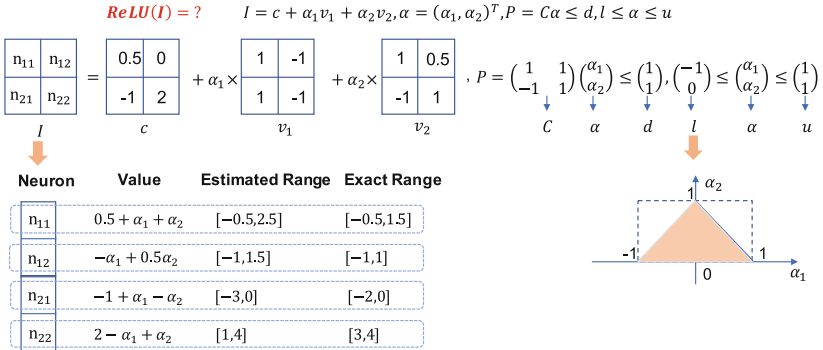 ReLU(I) = ? I = c + α₁v₁ + α₂v₂, α = (α₁, α₂)ᵀ, P = Cα ≤ d, l ≤ α ≤ u
n₁₁ n₁₂ 0.5 0 1 -1 1 0.5
n₂₁ n₂₂ -1 2 1 -1 -1 1
= + α₁× + α₂× , P = (1 1; −1 1)(α₁; α₂) ≤ (1; 1), (−1; 0) ≤ (α₁; α₂) ≤ (1; 1)
I c v₁ v₂ C α d l α u
Neuron Value Estimated Range Exact Range
n₁₁ 0.5 + α₁ + α₂ [−0.5,2.5] [−0.5,1.5]
n₁₂ −α₁ + 0.5α₂ [−1,1.5] [−1,1]
n₂₁ −1 + α₁ − α₂ [−3,0] [−2,0]
n₂₂ 2 − α₁ + α₂ [1,4] [3,4]
1 α₂
-1 1
0 α₁